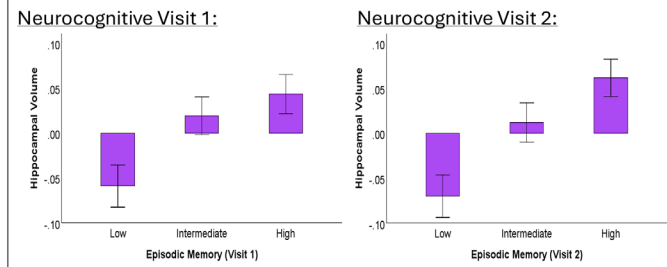 Neurocognitive Visit 1:
.10
.05
.00
-.05
-.10
Hippocampal Volume
Low Intermediate High
Episodic Memory (Visit 1)
Neurocognitive Visit 2:
.10
.05
.00
-.05
-.10
Hippocampal Volume
Low Intermediate High
Episodic Memory (Visit 2)